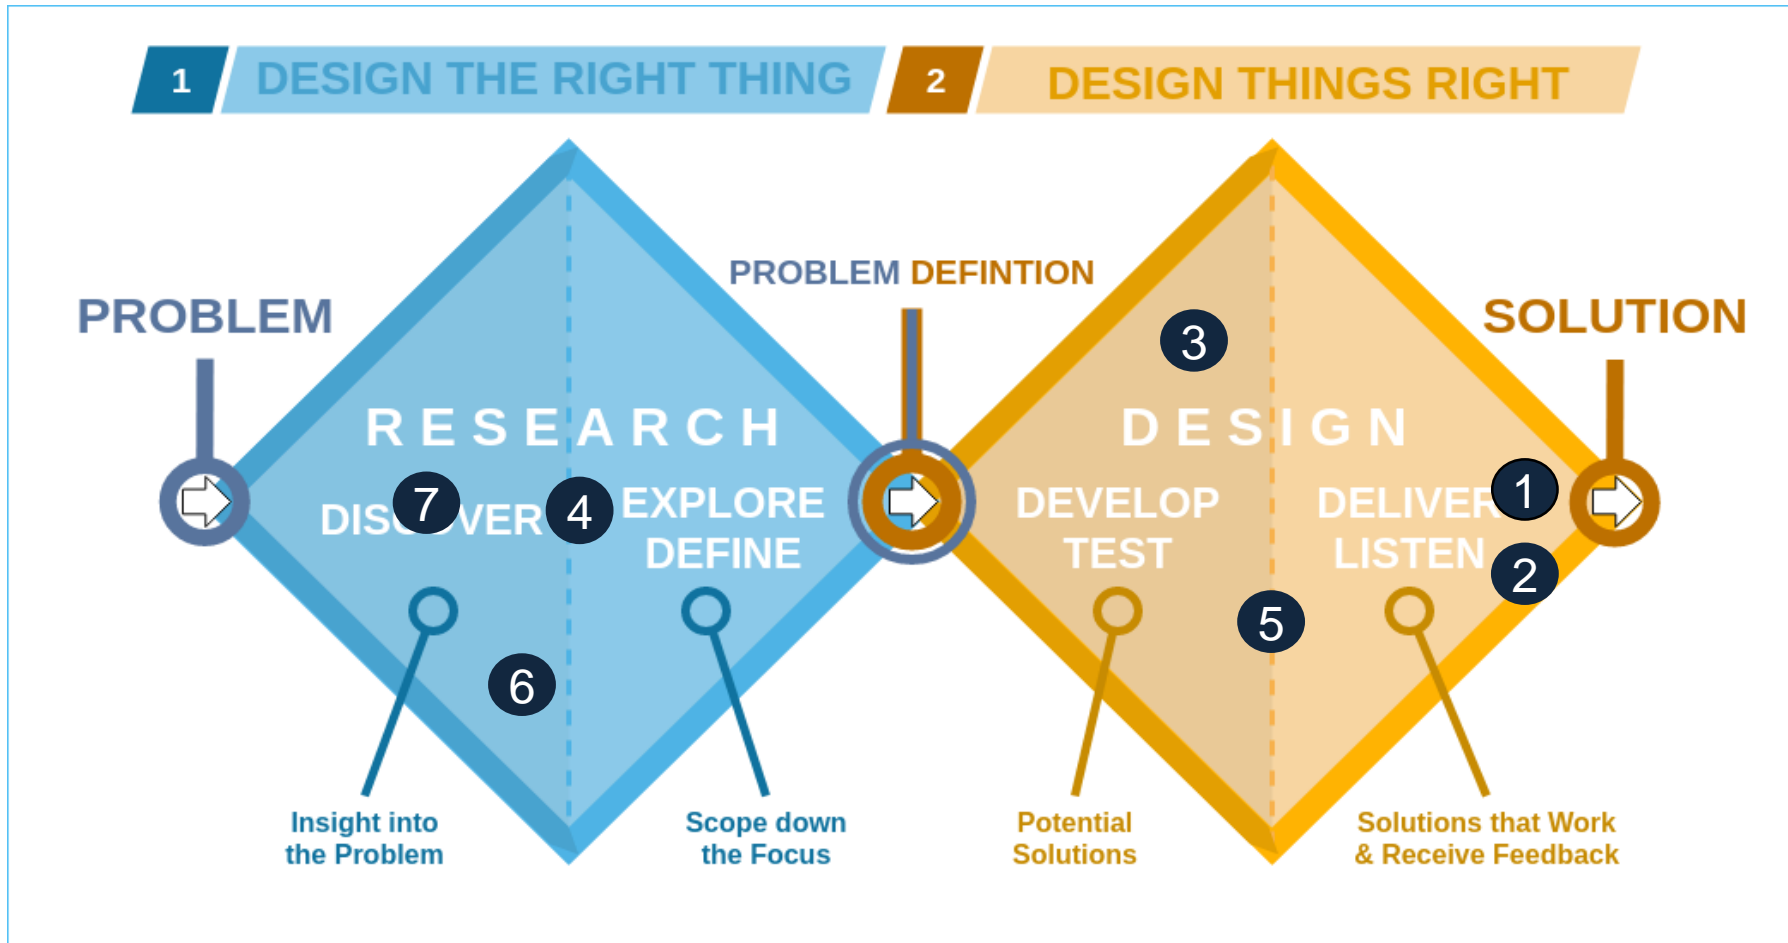 1 DESIGN THE RIGHT THING 2 DESIGN THINGS RIGHT
PROBLEM DEFINTION
PROBLEM
SOLUTION
3
RESEARCH
DESIGN
7
DISCOVER
4
EXPLORE
DEFINE
DEVELOP
TEST
DELIVER
LISTEN
1
2
5
6
Insight into
the Problem
Scope down
the Focus
Potential
Solutions
Solutions that Work
& Receive Feedback